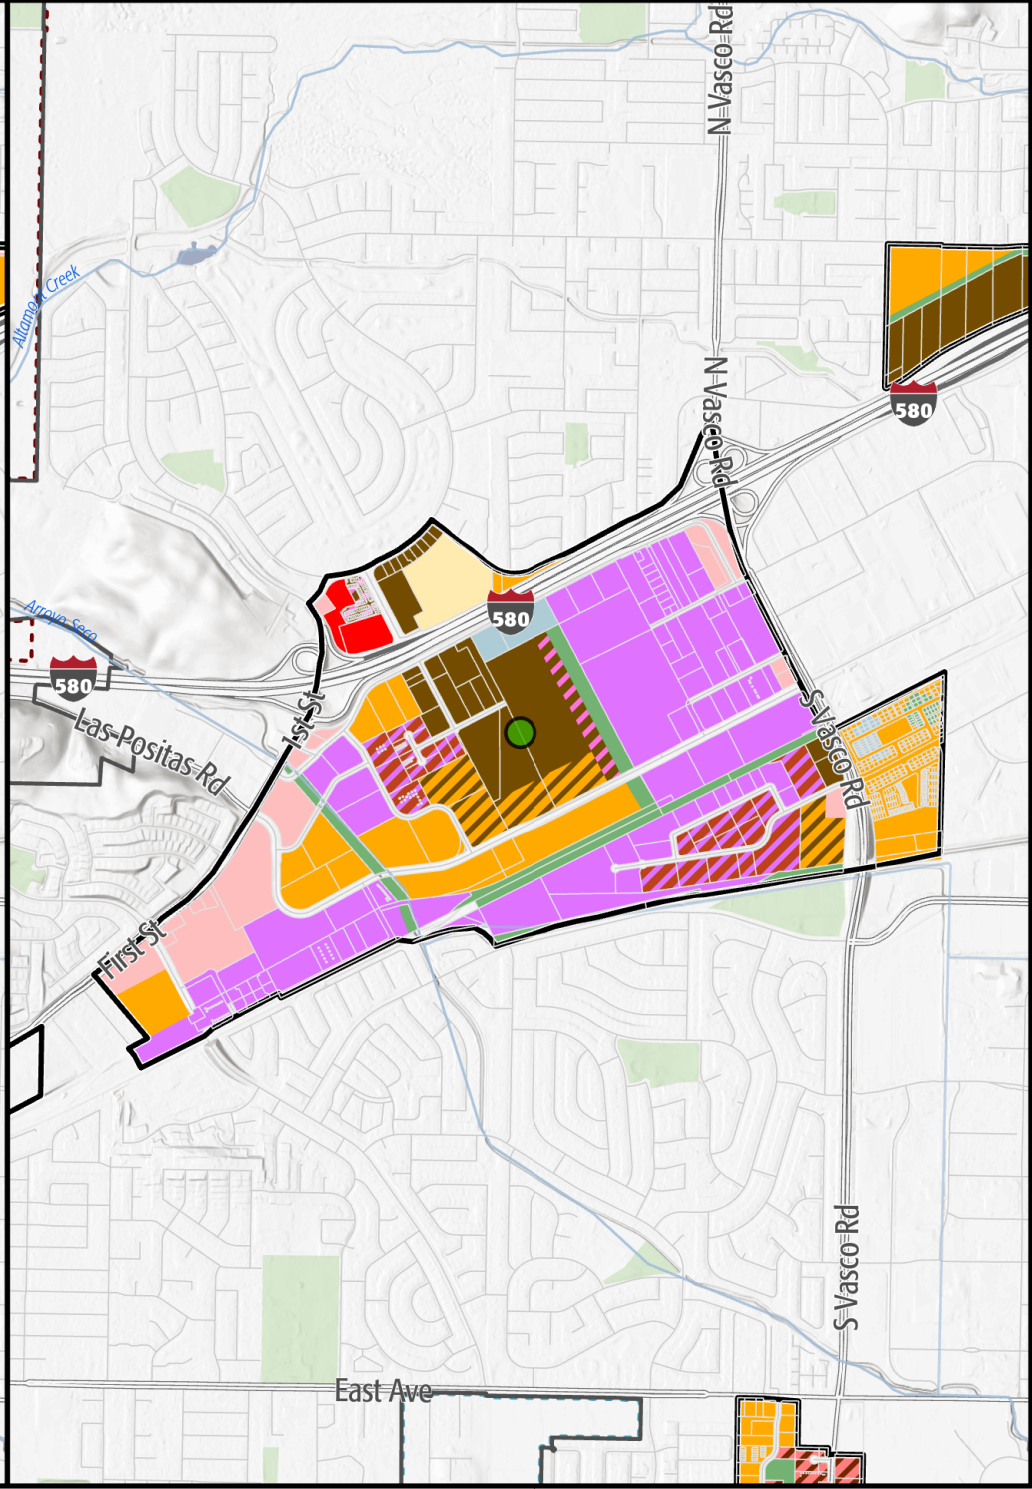 N Vasco Rd
Altamont Creek
N Vasco Rd
580
Arroyo Seco
580
580
1st St
Las Positas Rd
S Vasco Rd
First St
S Vasco Rd
East Ave